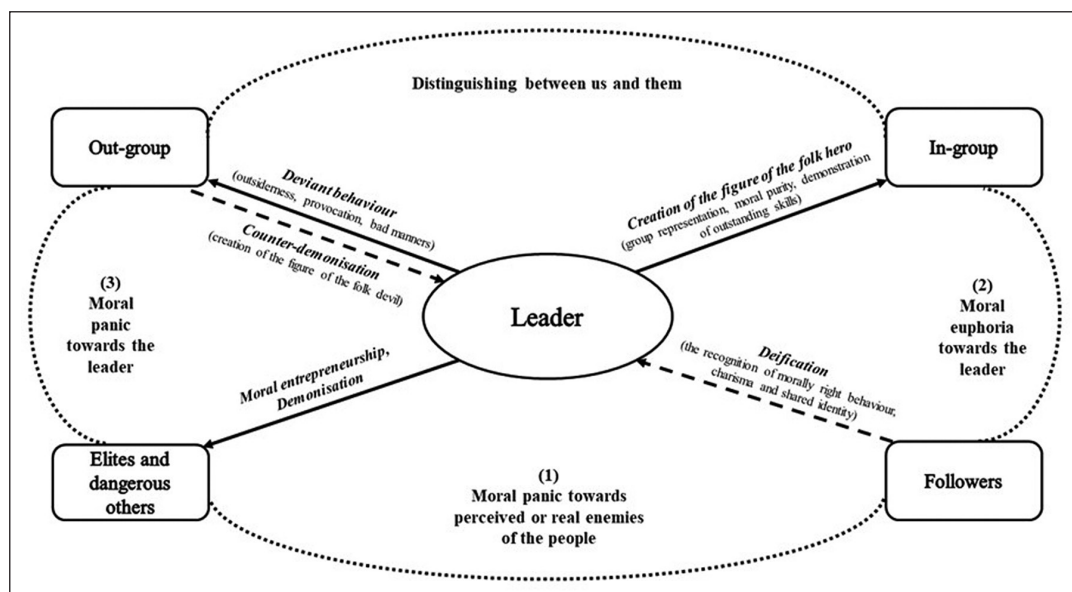 Distinguishing between us and them
Out-group
In-group
Deviant behaviour
(outsiderness, provocation, bad manners)
Counter-demonisation
(creation of the figure of the folk devil)
Creation of the figure of the folk hero
(group representation, moral purity, demonstration
of outstanding skills)
(3)
Moral
panic
towards the
leader
Leader
(2)
Moral
euphoria
towards the
leader
Moral entrepreneurship,
Demonisation
Deification
(the recognition of morally right behaviour,
charisma and shared identity)
Elites and
dangerous
others
(1)
Moral panic towards
perceived or real enemies
of the people
Followers